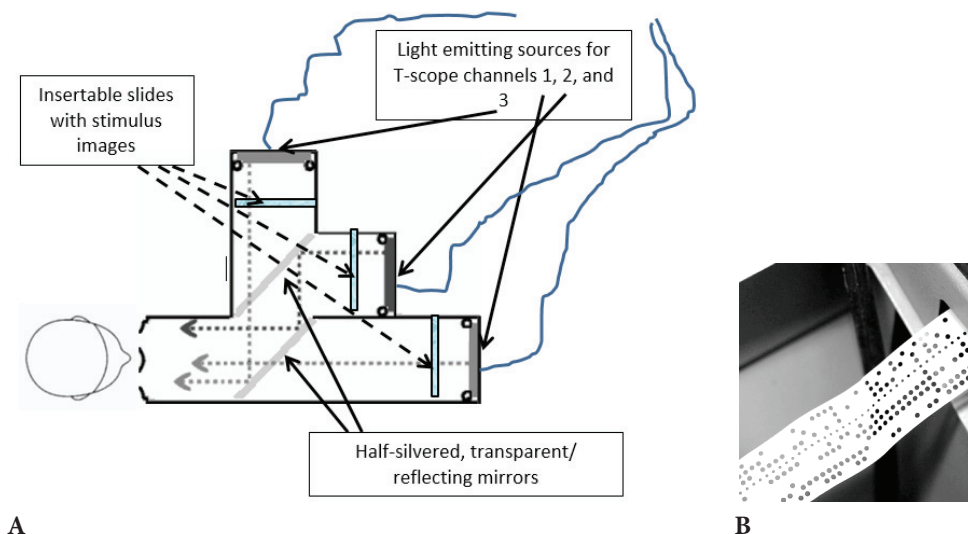 Light emitting sources for
T-scope channels 1, 2, and
3
Insertable slides
with stimulus
images
Half-silvered, transparent/
reflecting mirrors
A
B